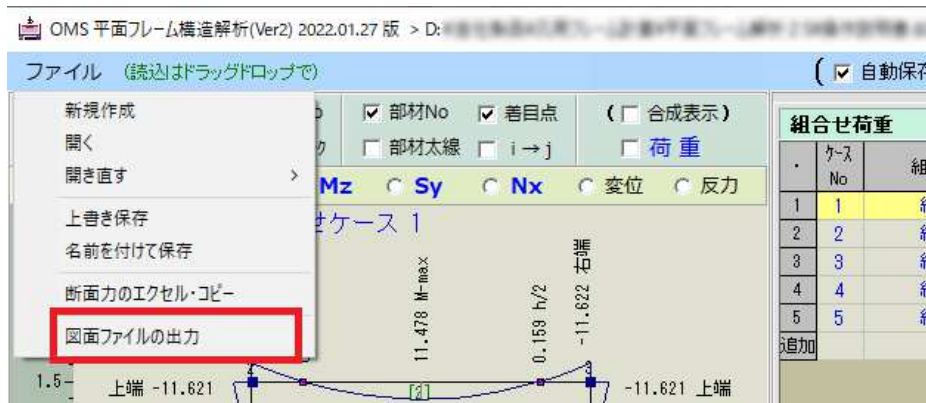 OMS 平面フレーム構造解析(Ver2) 2022.01.27 版 > D:
ファイル (読込はドラッグドロップで) ( 自動保存
新規作成
部材No 着目点 ( 合成表示)
開く
部材太線 i→j 荷重
開き直す >
Mz Sy Nx 変位 反力
上書き保存
せケース 1
名前を付けて保存
断面力のエクセル・コピー
図面ファイルの出力
組合せ荷重
・ ケース No 組
1 1
2 2
3 3
4 4
5 5
追加
11.478 M-max
0.159 h/2
-11.622 右端
1.5
上端 -11.621
[2]
-11.621 上端